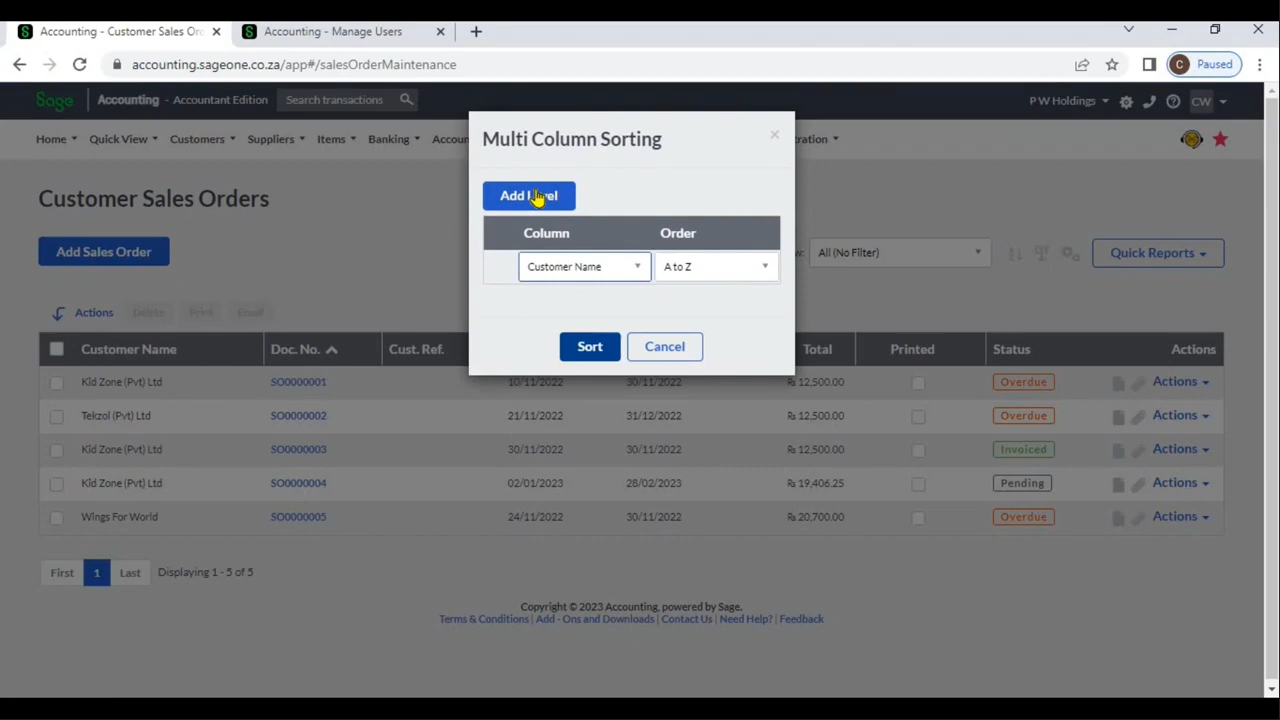 Accounting - Customer Sales Or
Accounting - Manage Users
accounting.sageone.co.za/app#/salesOrderMaintenance
C Paused
Sage Accounting - Accountant Edition Search transactions P W Holdings CW
Home Quick View Customers Suppliers Items Banking Accou ration
Multi Column Sorting
Customer Sales Orders
Add Level
Column Order
Add Sales Order
w: All (No Filter) Quick Reports
Customer Name A to Z
Actions Delete Print Email
Sort Cancel
Customer Name Doc. No. Cust. Ref. Total Printed Status Actions
Kid Zone (Pvt) Ltd SO0000001 10/11/2022 30/11/2022 ₨ 12,500.00 Overdue Actions
Tekzol (Pvt) Ltd SO0000002 21/11/2022 31/12/2022 ₨ 12,500.00 Overdue Actions
Kid Zone (Pvt) Ltd SO0000003 30/11/2022 30/11/2022 ₨ 12,500.00 Invoiced Actions
Kid Zone (Pvt) Ltd SO0000004 02/01/2023 28/02/2023 ₨ 19,406.25 Pending Actions
Wings For World SO0000005 24/11/2022 30/11/2022 ₨ 20,700.00 Overdue Actions
First 1 Last Displaying 1 - 5 of 5
Copyright © 2023 Accounting, powered by Sage.
Terms & Conditions | Add - Ons and Downloads | Contact Us | Need Help? | Feedback